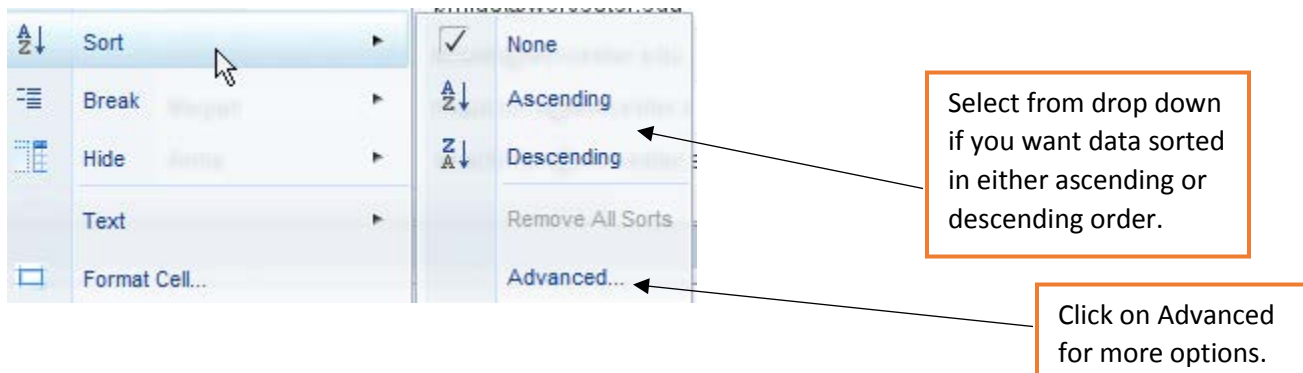 Sort
Break
Hide
Text
Format Cell...
None
Ascending
Descending
Remove All Sorts
Advanced...
Select from drop down
if you want data sorted
in either ascending or
descending order.
Click on Advanced
for more options.